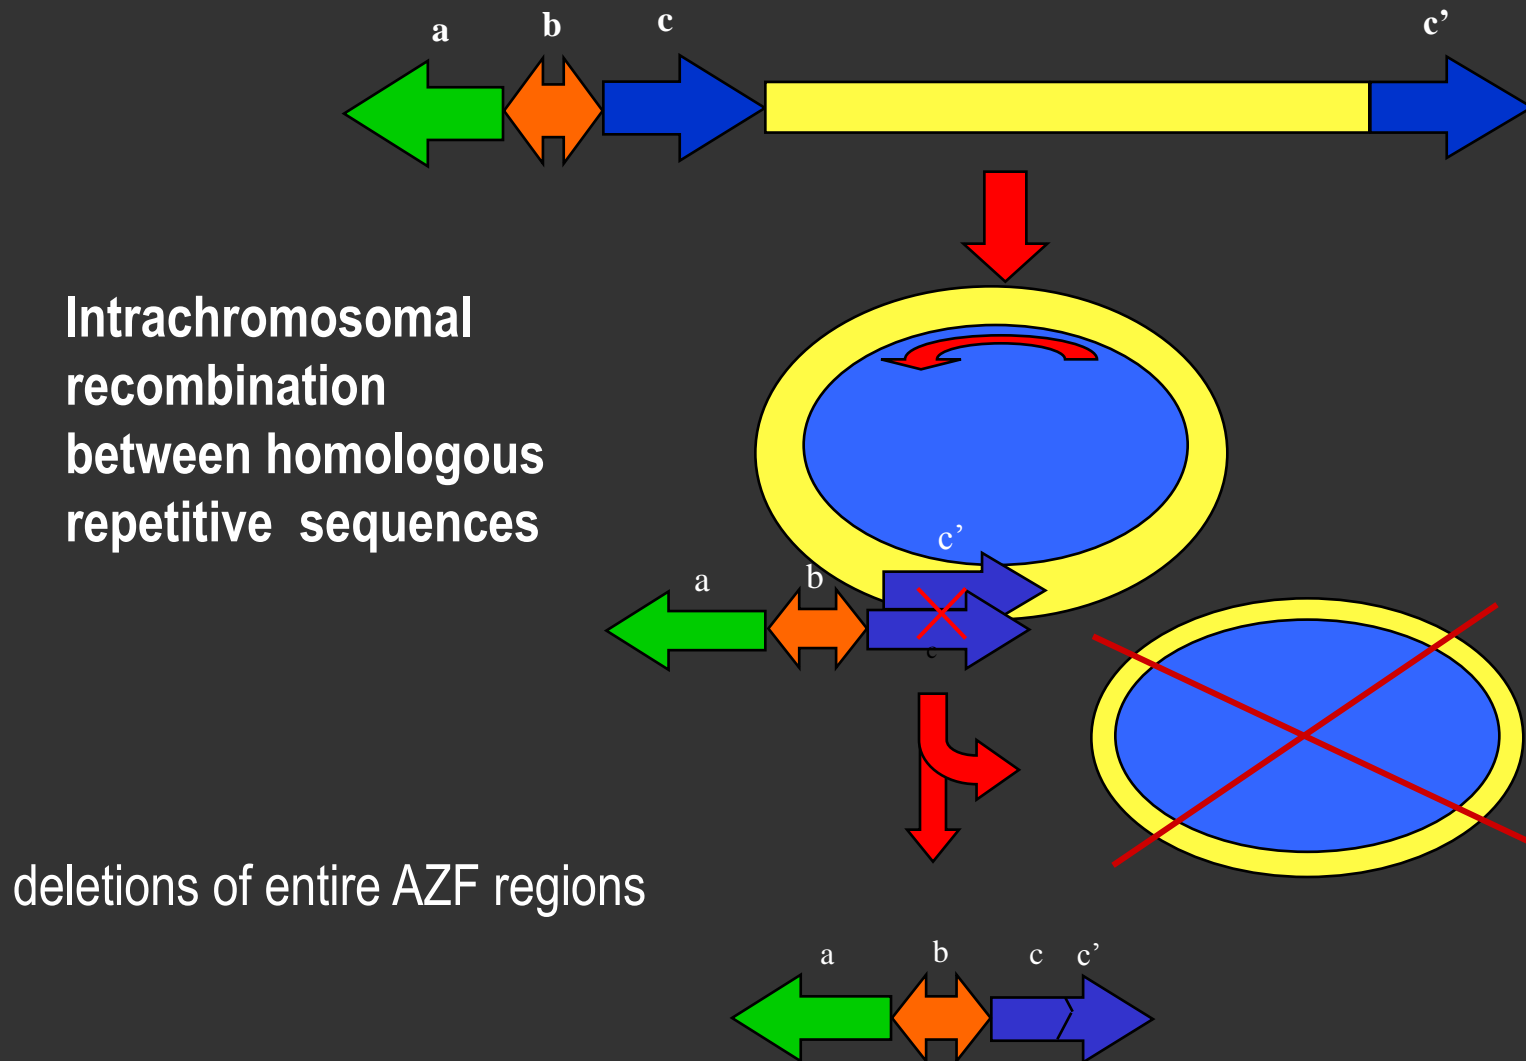 a b c c’
Intrachromosomal
recombination
between homologous
repetitive sequences
c’
a b
c
deletions of entire AZF regions
a b c c’